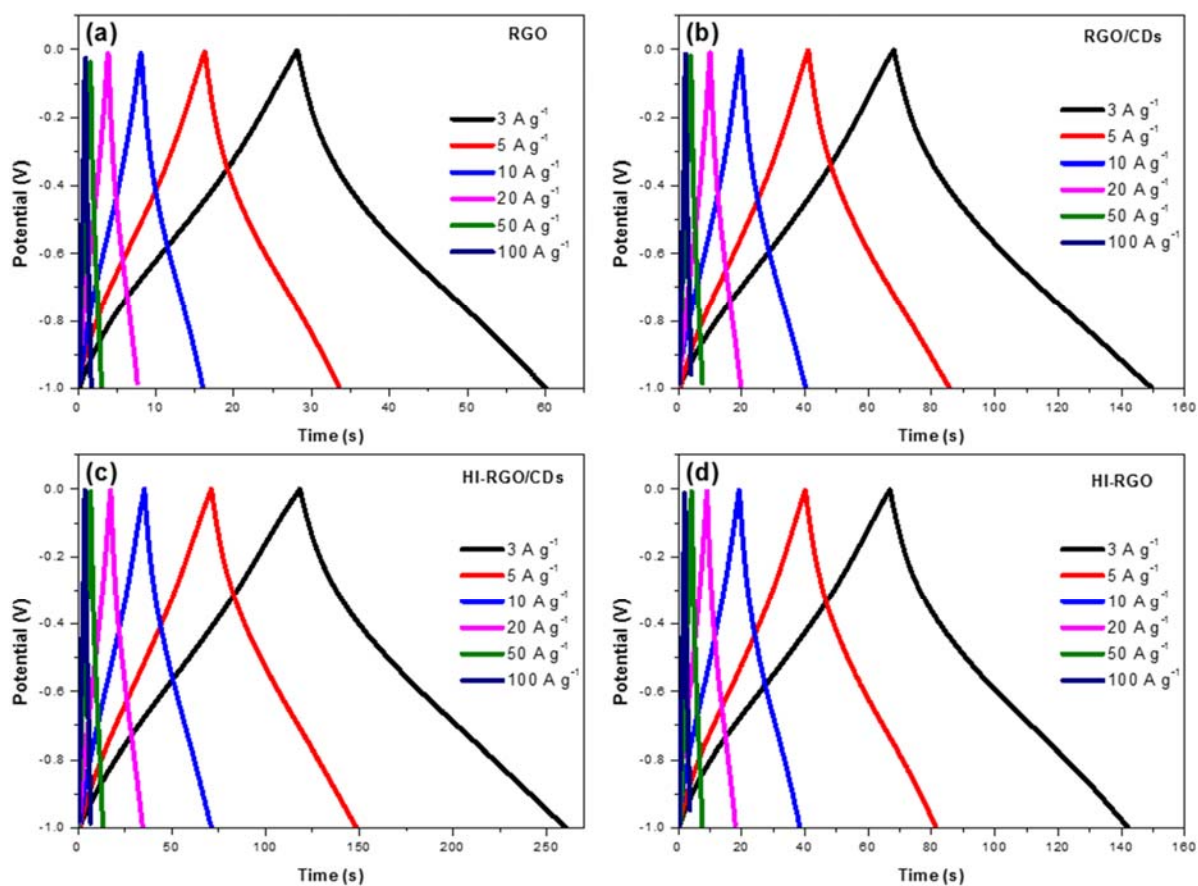 (a)
RGO
3 A g⁻¹
5 A g⁻¹
10 A g⁻¹
20 A g⁻¹
50 A g⁻¹
100 A g⁻¹
Potential (V)
0.0
-0.2
-0.4
-0.6
-0.8
-1.0
0 10 20 30 40 50 60
Time (s)
(b)
RGO/CDs
3 A g⁻¹
5 A g⁻¹
10 A g⁻¹
20 A g⁻¹
50 A g⁻¹
100 A g⁻¹
Potential (V)
0.0
-0.2
-0.4
-0.6
-0.8
-1.0
0 20 40 60 80 100 120 140 160
Time (s)
(c)
HI-RGO/CDs
3 A g⁻¹
5 A g⁻¹
10 A g⁻¹
20 A g⁻¹
50 A g⁻¹
100 A g⁻¹
Potential (V)
0.0
-0.2
-0.4
-0.6
-0.8
-1.0
0 50 100 150 200 250
Time (s)
(d)
HI-RGO
3 A g⁻¹
5 A g⁻¹
10 A g⁻¹
20 A g⁻¹
50 A g⁻¹
100 A g⁻¹
Potential (V)
0.0
-0.2
-0.4
-0.6
-0.8
-1.0
0 20 40 60 80 100 120 140 160
Time (s)